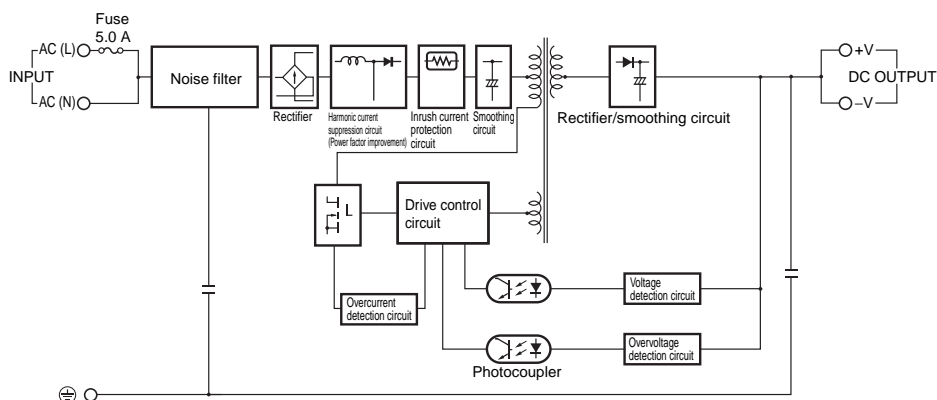 Fuse
5.0 A
AC (L)
INPUT
AC (N)
Noise filter
Rectifier
Harmonic current
suppression circuit
(Power factor improvement)
Inrush current
protection
circuit
Smoothing
circuit
Rectifier/smoothing circuit
+V
DC OUTPUT
–V
Drive control
circuit
Overcurrent
detection circuit
Voltage
detection circuit
Overvoltage
detection circuit
Photocoupler